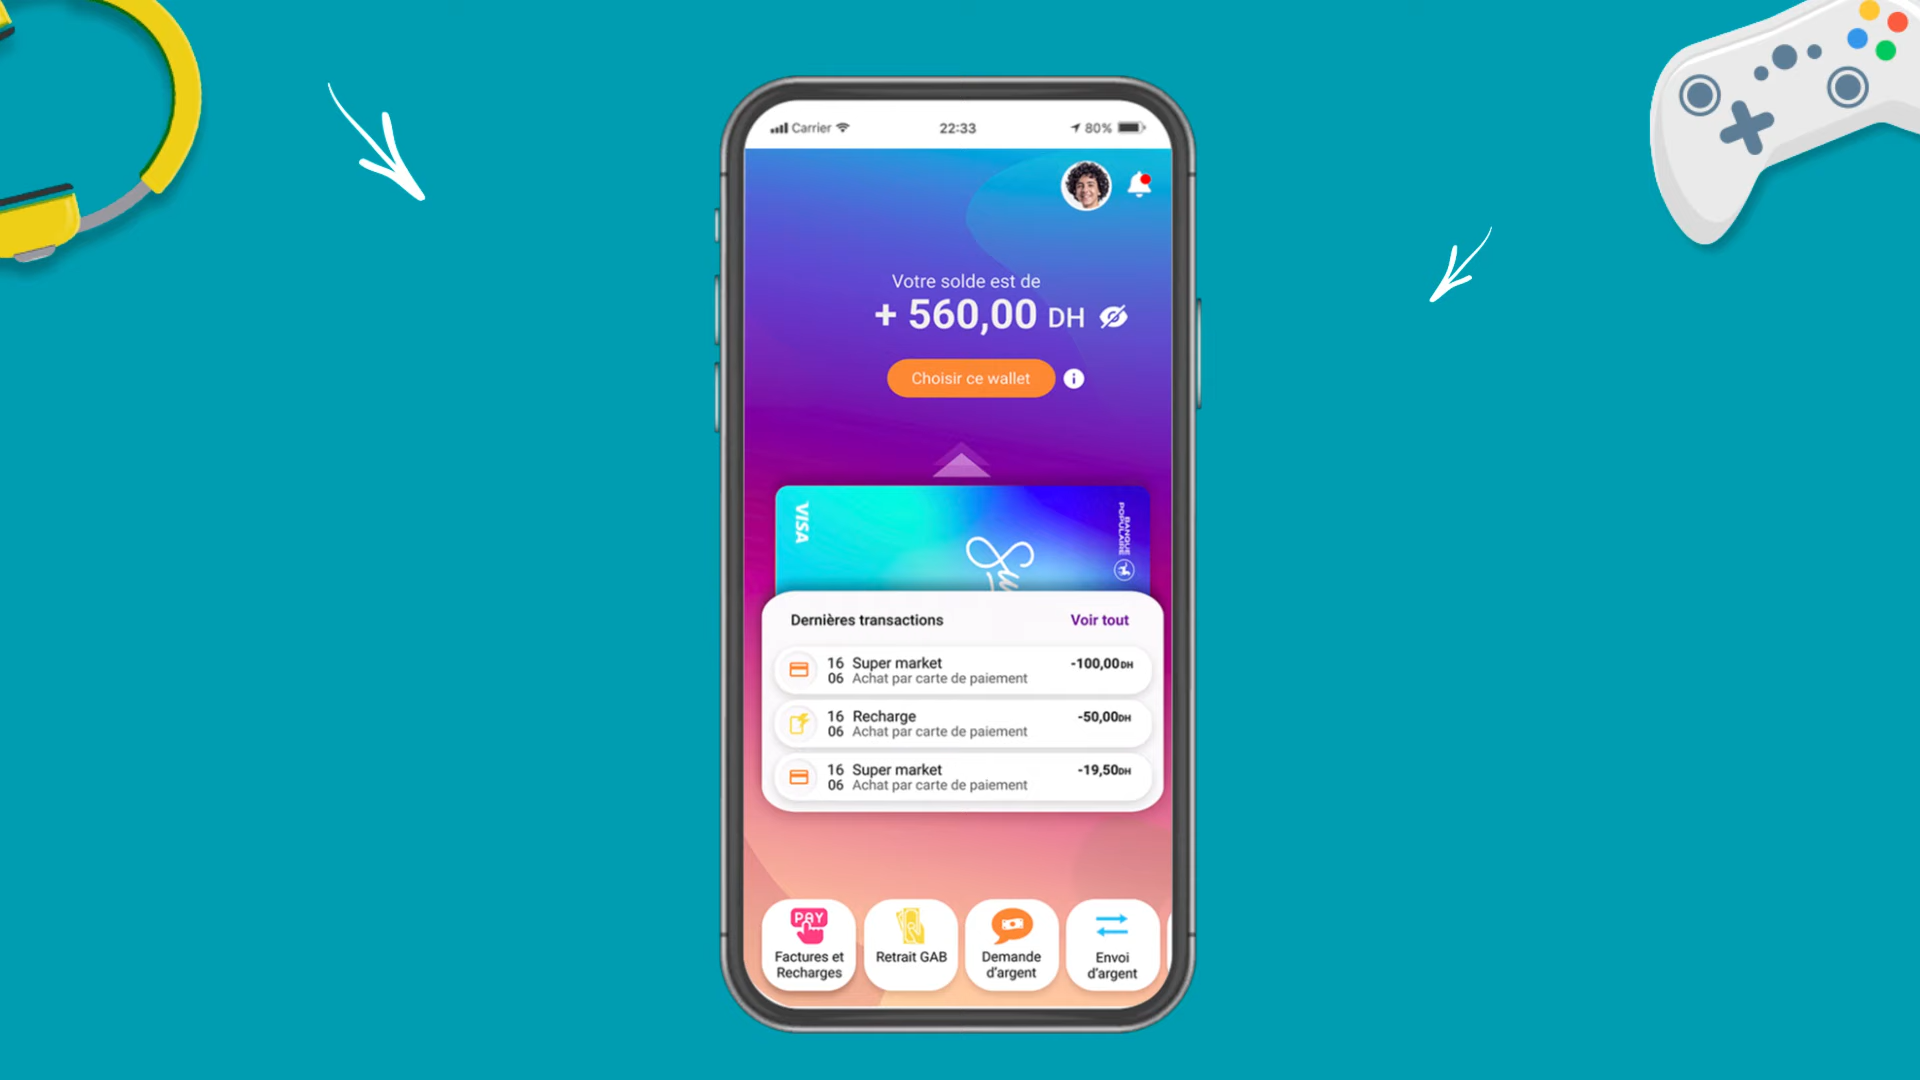 Carrier
22:33
80%
Votre solde est de
+ 560,00 DH
Choisir ce wallet
i
VISA
BANQUE
POPULAIRE
Dernières transactions
Voir tout
16 Super market -100,00DH
06 Achat par carte de paiement
16 Recharge -50,00DH
06 Achat par carte de paiement
16 Super market -19,50DH
06 Achat par carte de paiement
PAY
Factures et
Recharges
Retrait GAB
Demande
d'argent
Envoi
d'argent